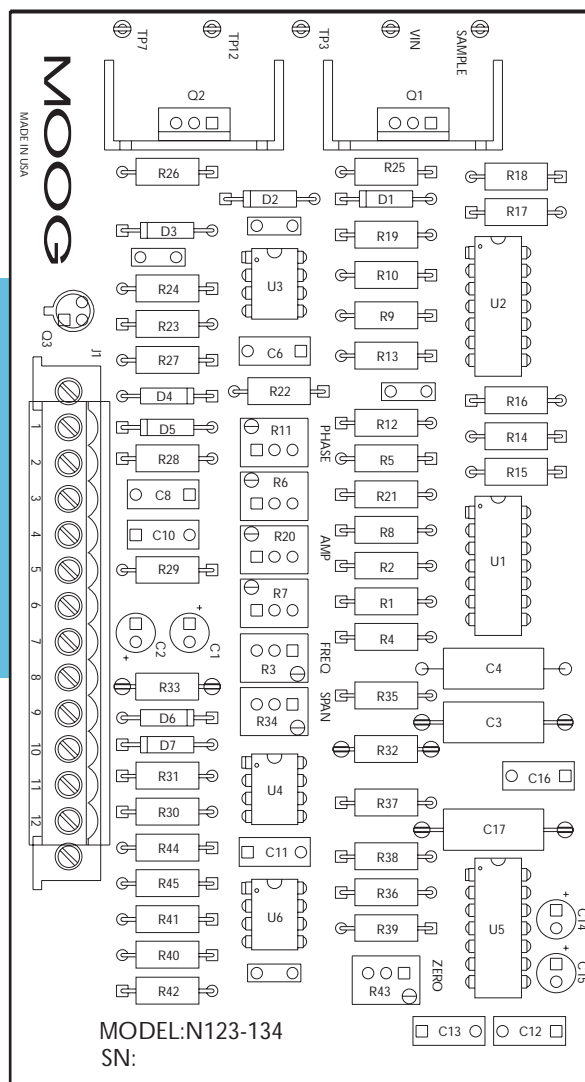 TP7
TP12
TP3
VIN
SAMPLE
MOOG
MADE IN USA
Q2
Q1
R26
R25
R18
D2
D1
R17
D3
R19
U3
R10
U2
R24
R23
R9
Q3
J1
R27
C6
R13
D4
R22
R16
1
D5
R11
PHASE
R12
R14
2
R28
R5
R15
3
C8
R6
R21
4
C10
R20
AMP
R8
U1
5
R29
R2
6
R7
R1
7
C2
C1
R3
FREQ
R4
C4
8
R33
R34
SPAN
R35
9
D6
C3
10
D7
R32
11
R31
U4
C16
12
R30
R37
C17
R44
C11
R38
R45
U6
R36
C14
R41
R39
U5
R40
C15
R42
R43
ZERO
C13
C12
MODEL:N123-134
SN: